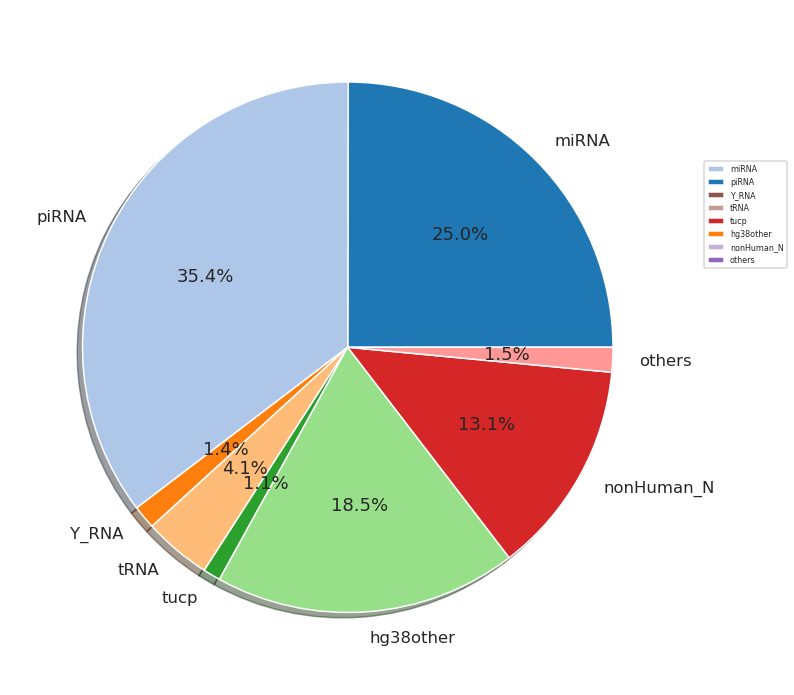 miRNA
25.0%
piRNA
35.4%
Y_RNA
1.4%
tRNA
4.1%
tucp
1.1%
hg38other
18.5%
nonHuman_N
13.1%
others
1.5%
miRNA
piRNA
Y_RNA
tRNA
tucp
hg38other
nonHuman_N
others